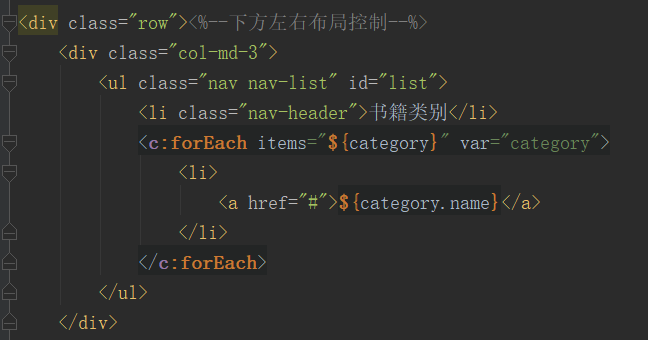 <div class="row"><%--下方左右布局控制--%>
<div class="col-md-3">
<ul class="nav nav-list" id="list">
<li class="nav-header">书籍类别</li>
<c:forEach items="${category}" var="category">
<li>
<a href="#">${category.name}</a>
</li>
</c:forEach>
</ul>
</div>